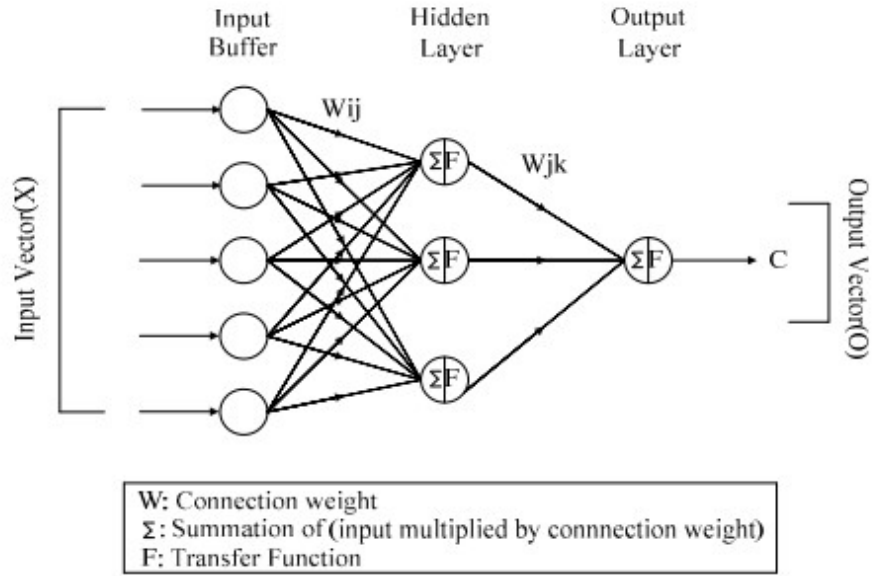 Input
Buffer
Hidden
Layer
Output
Layer
Wij
Wjk
Input Vector(X)
ΣF
ΣF
ΣF
ΣF
C
Output Vector(O)
W: Connection weight
Σ: Summation of (input multiplied by connnection weight)
F: Transfer Function